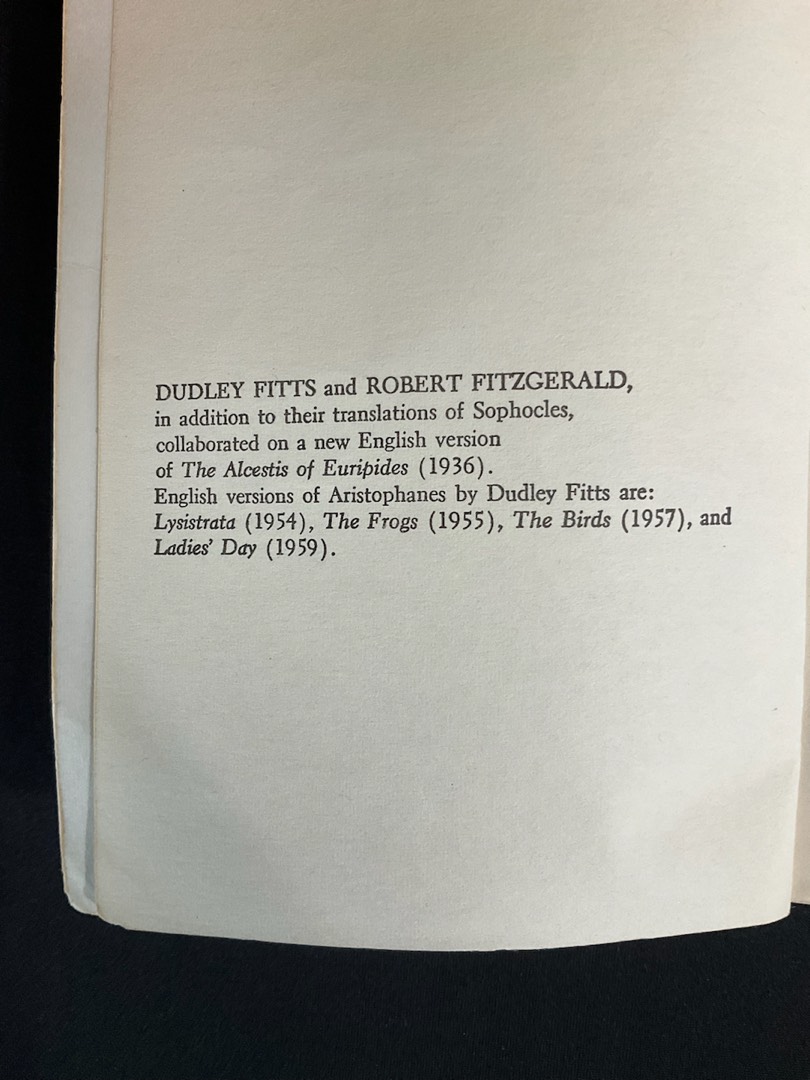 DUDLEY FITTS and ROBERT FITZGERALD,
in addition to their translations of Sophocles,
collaborated on a new English version
of The Alcestis of Euripides (1936).
English versions of Aristophanes by Dudley Fitts are:
Lysistrata (1954), The Frogs (1955), The Birds (1957), and
Ladies' Day (1959).